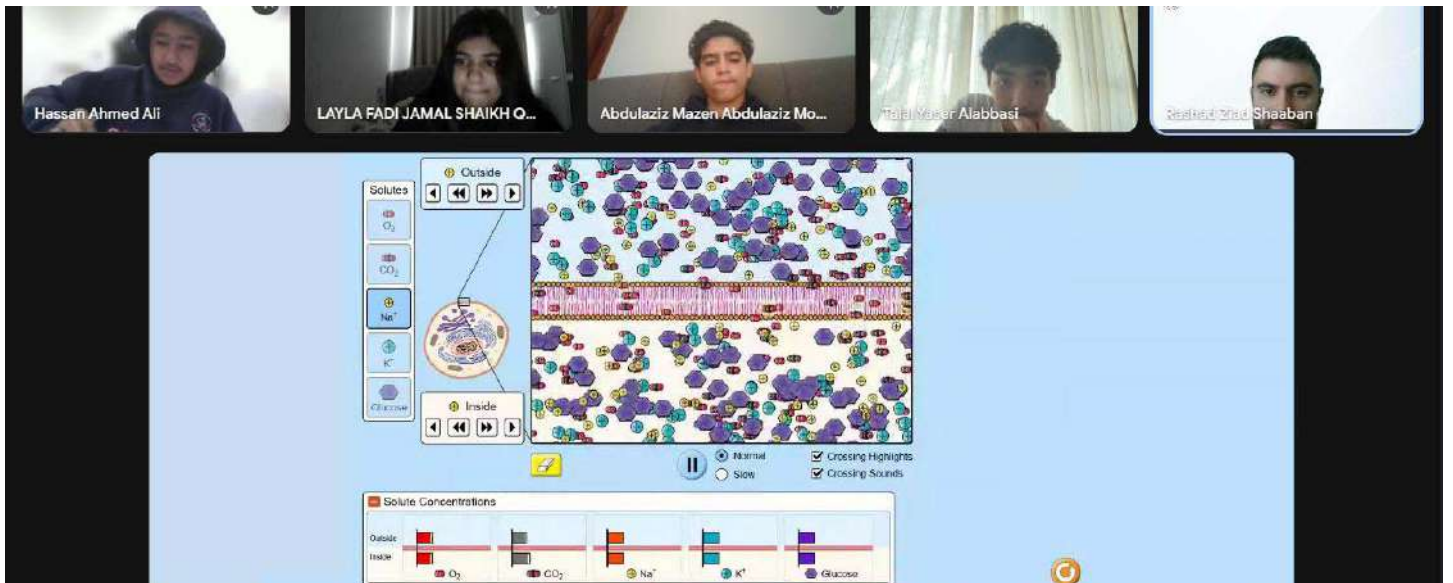 Hassan Ahmed Ali
LAYLA FADI JAMAL SHAIKH Q...
Abdulaziz Mazen Abdulaziz Mo...
Talal Yaser Alabbasi
Rashad Ziad Shaaban
Outside
Solutes
O₂
CO₂
Na⁺
K⁺
Glucose
Inside
Normal
Slow
Crossing Highlights
Crossing Sounds
Solute Concentrations
Outside
Inside
O₂
CO₂
Na⁺
K⁺
Glucose